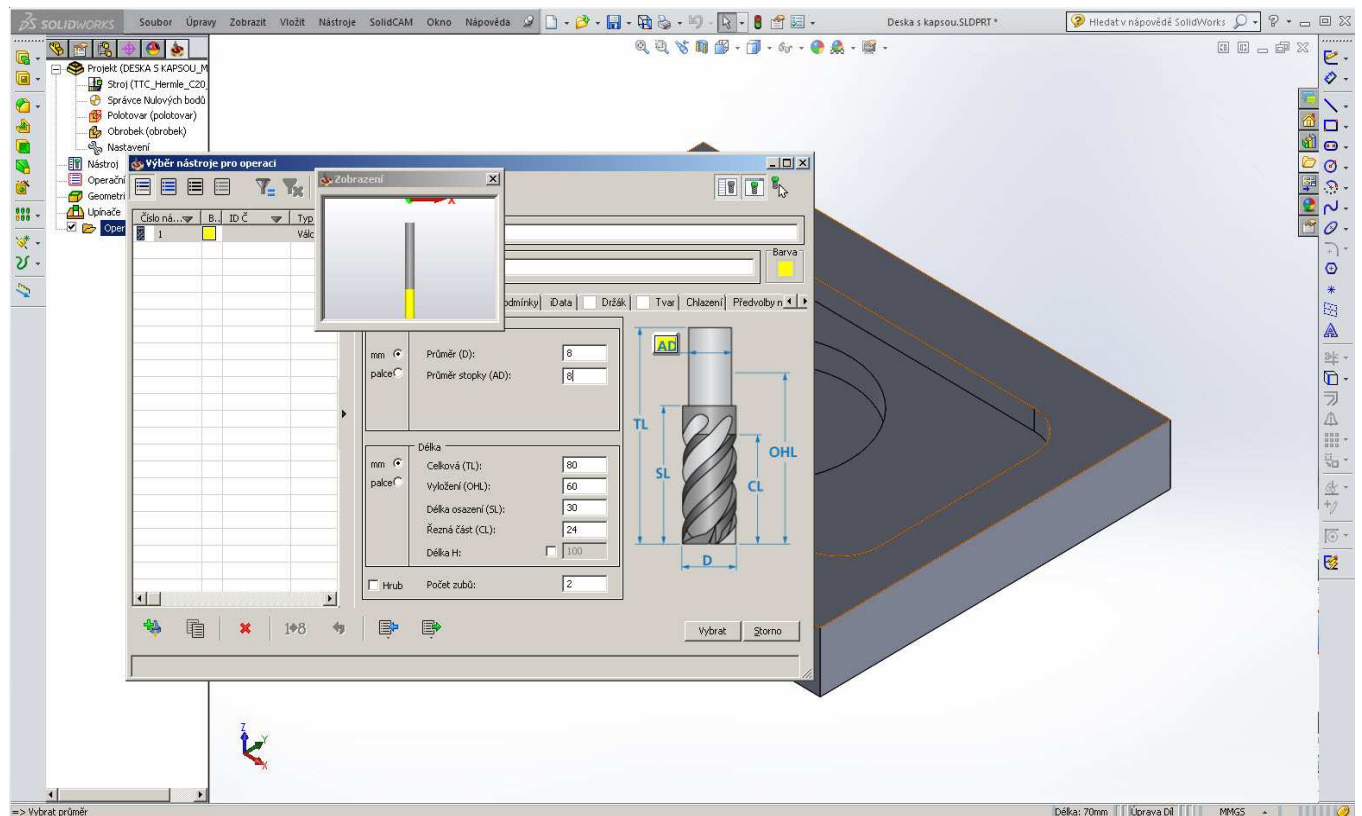 SOLIDWORKS Soubor Úpravy Zobrazit Vložit Nástroje SolidCAM Okno Nápověda Deska s kapsou.SLDPRT * Hledat v nápovědě SolidWorks
Projekt (DESKA S KAPSOU_M
Stroj (TTC_Hermle_C20_
Správce Nulových bodů
Polotovar (polotovar)
Obrobek (obrobek)
Nastavení
Nástroj
Operační
Geometri
Upínače
Oper
Výběr nástroje pro operaci
Zobrazení
X
Číslo ná... B.. ID Č Typ
1 Válc
Barva
odmínky iData Držák Tvar Chlazení Předvolby n
mm Průměr (D): 8
palce Průměr stopky (AD): 8
Délka
mm Celková (TL): 80
palce Vyložení (OHL): 60
Délka osazení (SL): 30
Řezná část (CL): 24
Délka H: 100
Hrub Počet zubů: 2
AD
TL
OHL
SL
CL
D
Vybrat Storno
Z
Y
X
=> Vybrat průměr Délka: 70mm Úprava Díl MMGS